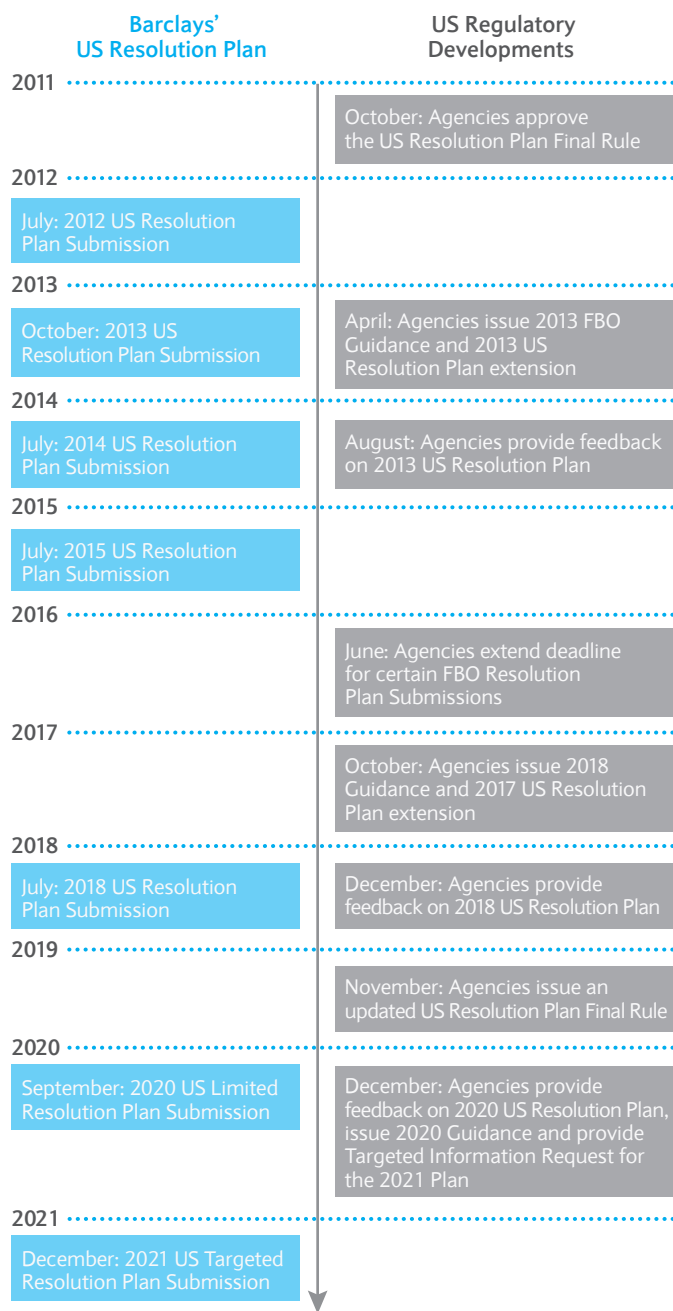 Barclays’
US Resolution Plan
US Regulatory
Developments
2011
October: Agencies approve
the US Resolution Plan Final Rule
2012
July: 2012 US Resolution
Plan Submission
2013
October: 2013 US
Resolution Plan Submission
April: Agencies issue 2013 FBO
Guidance and 2013 US
Resolution Plan extension
2014
July: 2014 US Resolution
Plan Submission
August: Agencies provide feedback
on 2013 US Resolution Plan
2015
July: 2015 US Resolution
Plan Submission
2016
June: Agencies extend deadline
for certain FBO Resolution
Plan Submissions
2017
October: Agencies issue 2018
Guidance and 2017 US Resolution
Plan extension
2018
July: 2018 US Resolution
Plan Submission
December: Agencies provide
feedback on 2018 US Resolution Plan
2019
November: Agencies issue an
updated US Resolution Plan Final Rule
2020
September: 2020 US Limited
Resolution Plan Submission
December: Agencies provide
feedback on 2020 US Resolution Plan,
issue 2020 Guidance and provide
Targeted Information Request for
the 2021 Plan
2021
December: 2021 US Targeted
Resolution Plan Submission